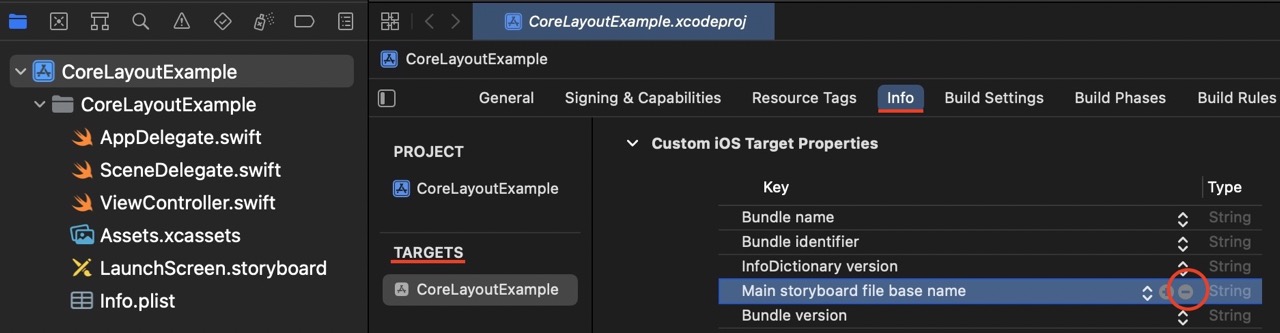 CoreLayoutExample.xcodeproj
CoreLayoutExample
CoreLayoutExample
CoreLayoutExample
AppDelegate.swift
SceneDelegate.swift
ViewController.swift
Assets.xcassets
LaunchScreen.storyboard
Info.plist
General Signing & Capabilities Resource Tags Info Build Settings Build Phases Build Rules
PROJECT
CoreLayoutExample
TARGETS
CoreLayoutExample
Custom iOS Target Properties
Key Type
Bundle name String
Bundle identifier String
InfoDictionary version String
Main storyboard file base name String
Bundle version String